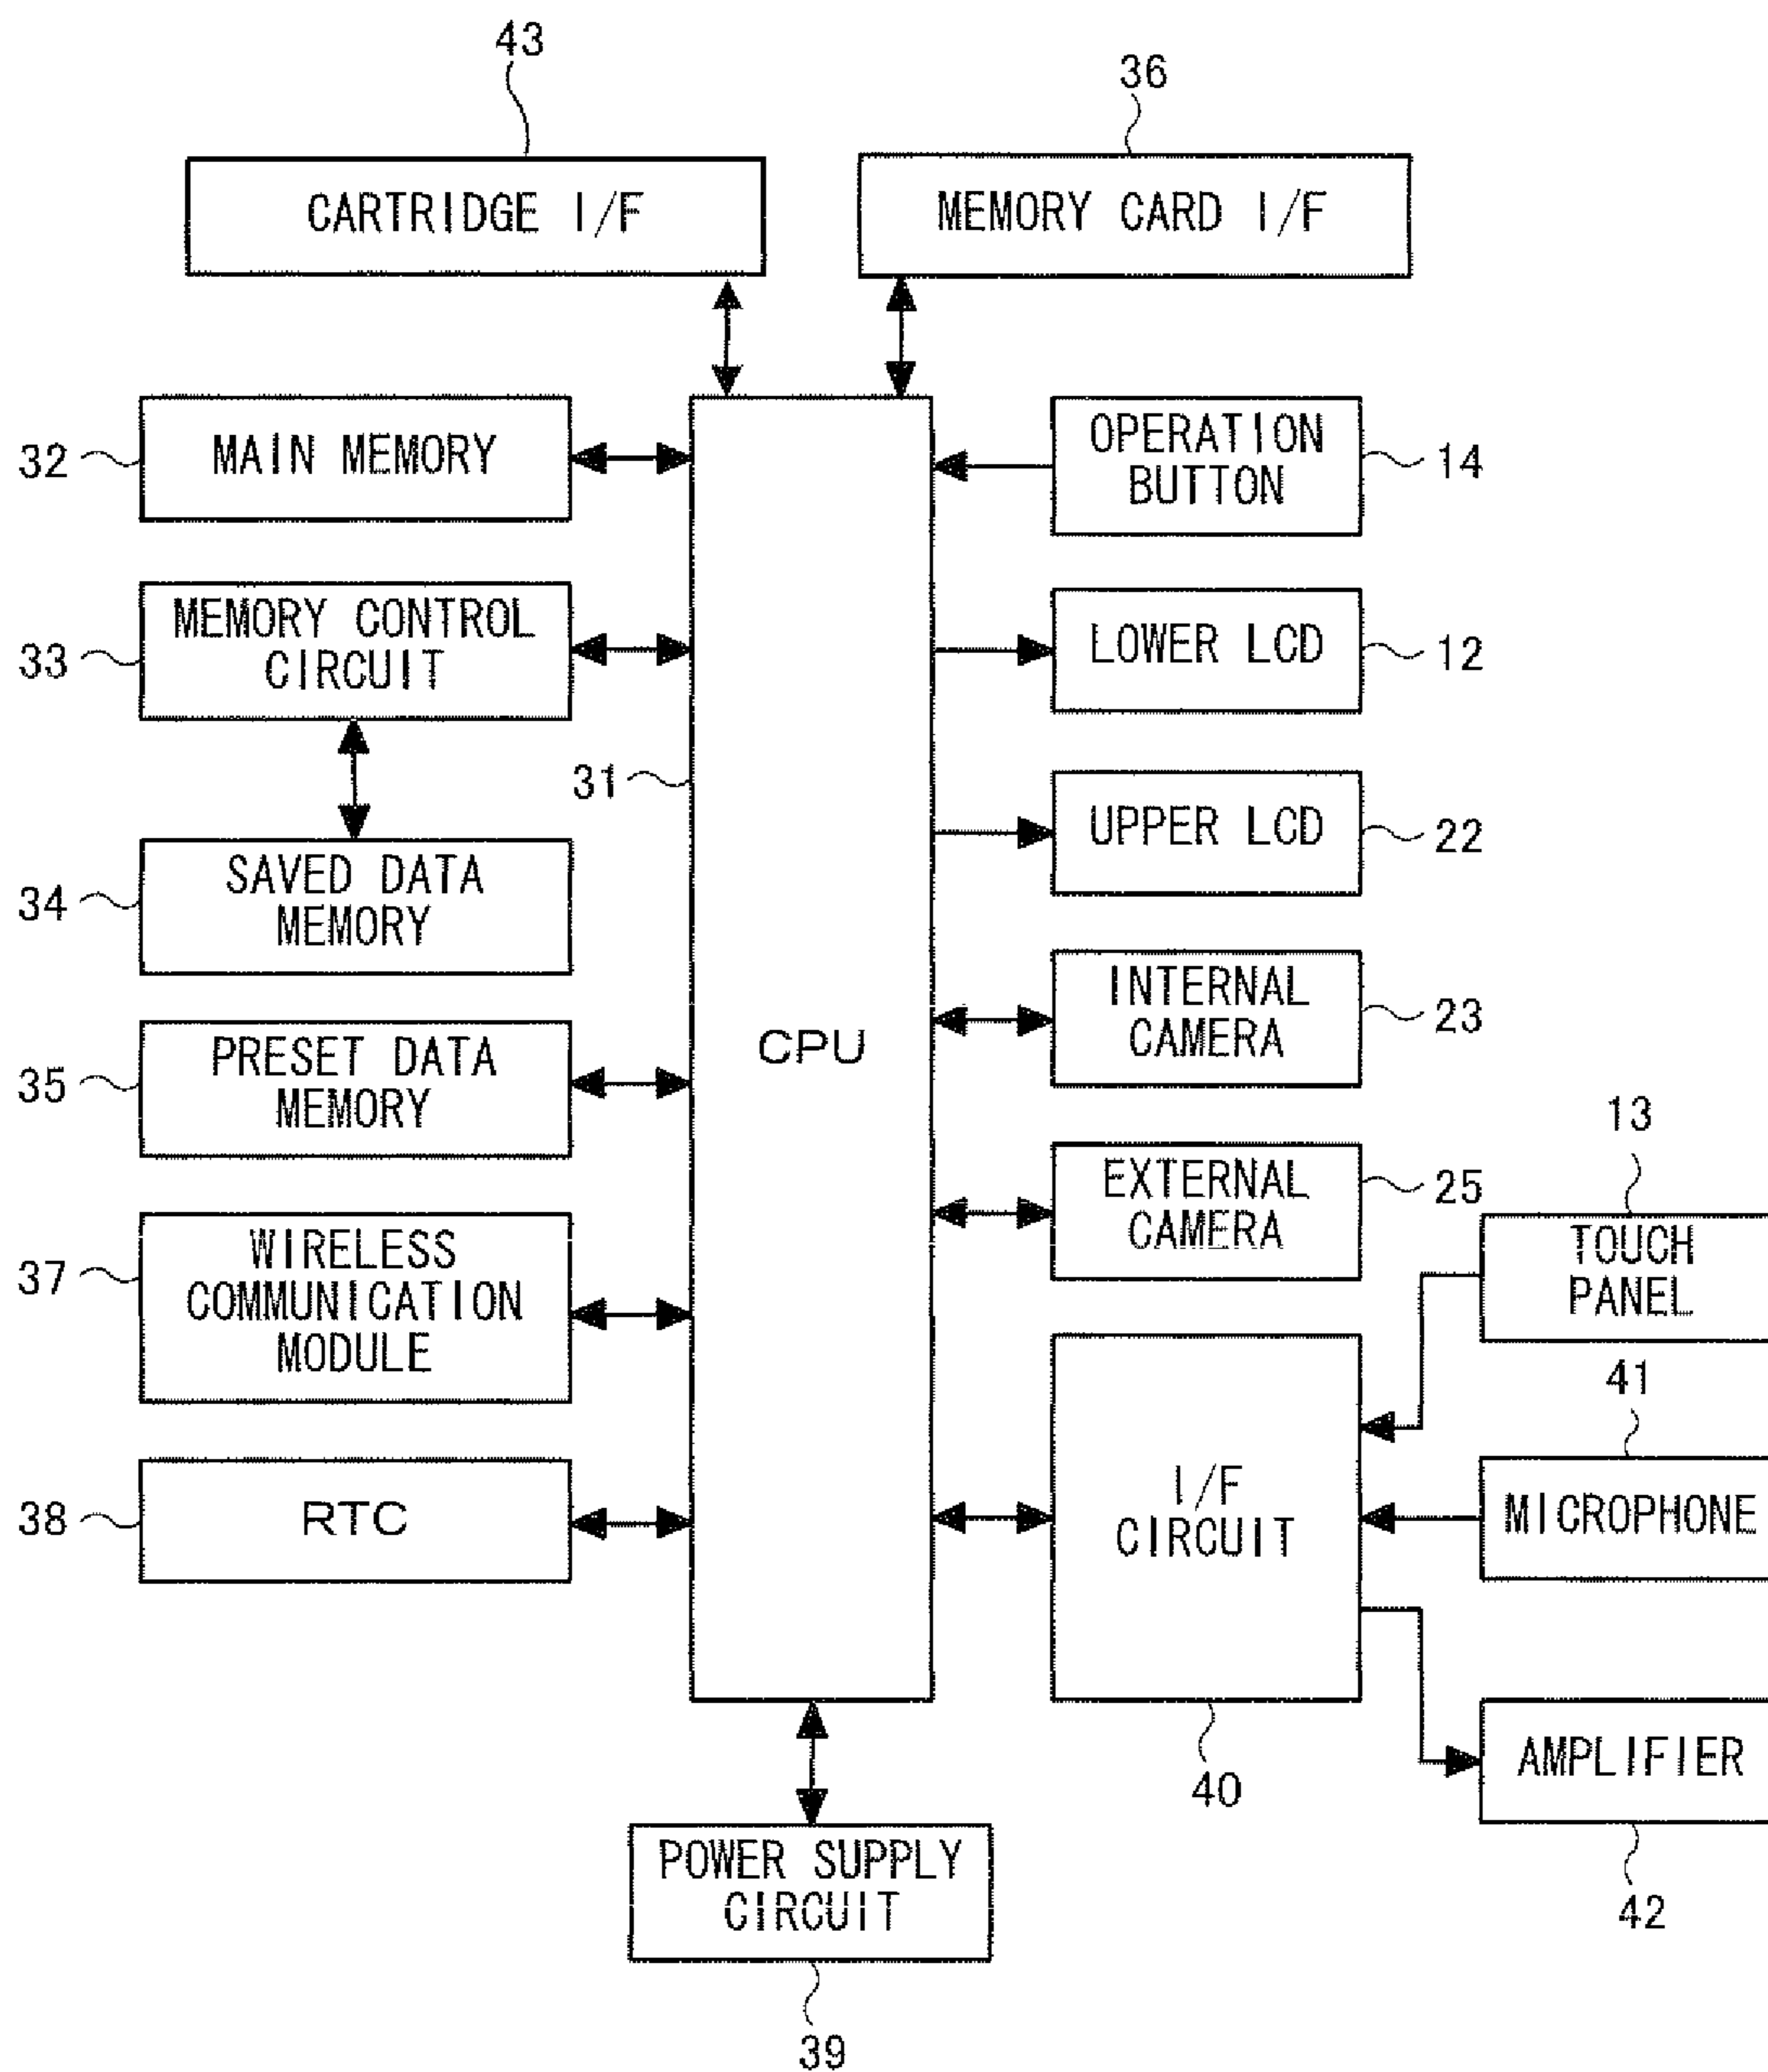 43
36
CARTRIDGE I/F
MEMORY CARD I/F
32
MAIN MEMORY
OPERATION
BUTTON
14
33
MEMORY CONTROL
CIRCUIT
LOWER LCD
12
31
UPPER LCD
22
34
SAVED DATA
MEMORY
CPU
INTERNAL
CAMERA
23
35
PRESET DATA
MEMORY
13
EXTERNAL
CAMERA
25
TOUCH
PANEL
37
WIRELESS
COMMUNICATION
MODULE
41
38
RTC
I/F
CIRCUIT
MICROPHONE
40
AMPLIFIER
42
POWER SUPPLY
CIRCUIT
39